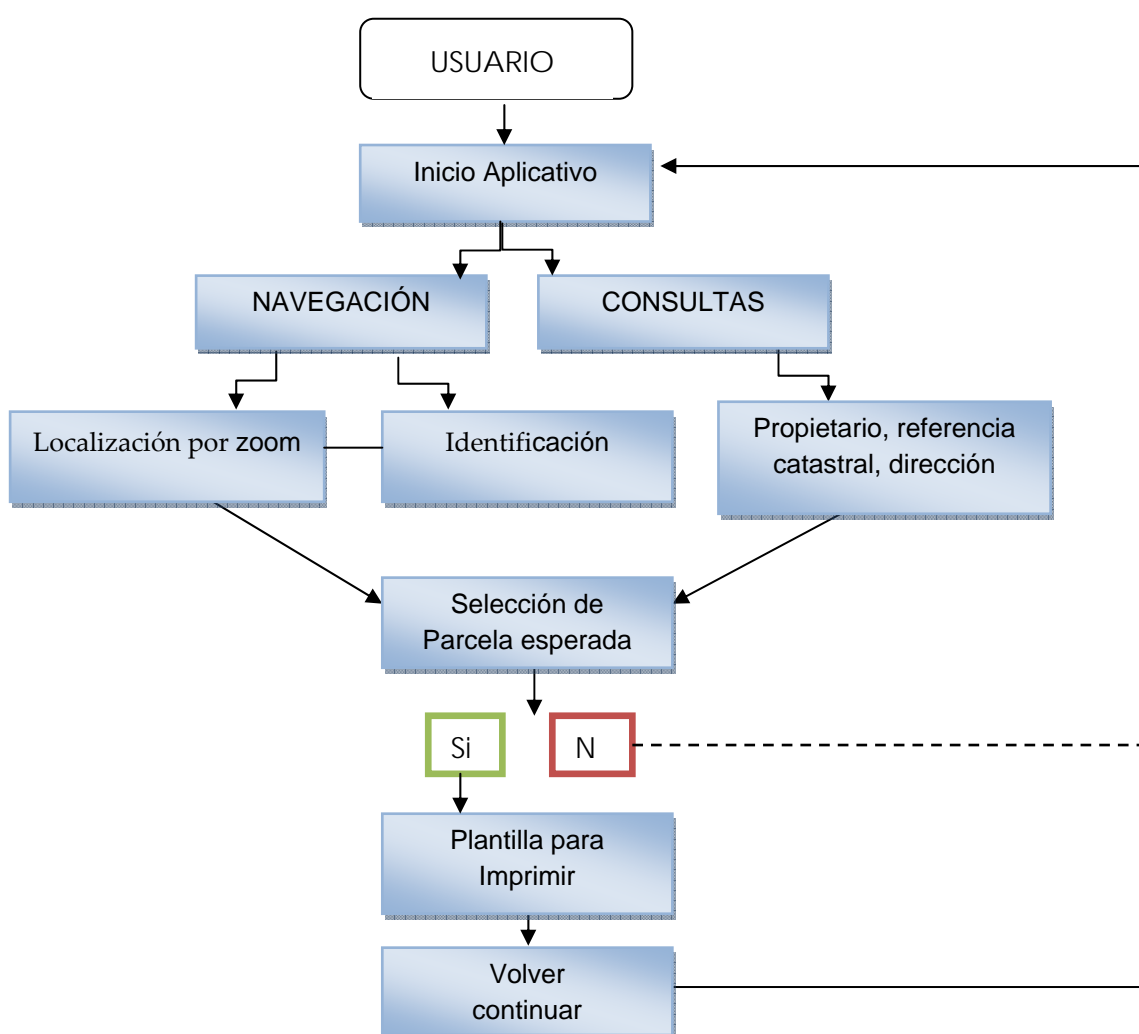 USUARIO
Inicio Aplicativo
NAVEGACIÓN
CONSULTAS
Localización por zoom
Identificación
Propietario, referencia
catastral, dirección
Selección de
Parcela esperada
Si
N
Plantilla para
Imprimir
Volver
continuar